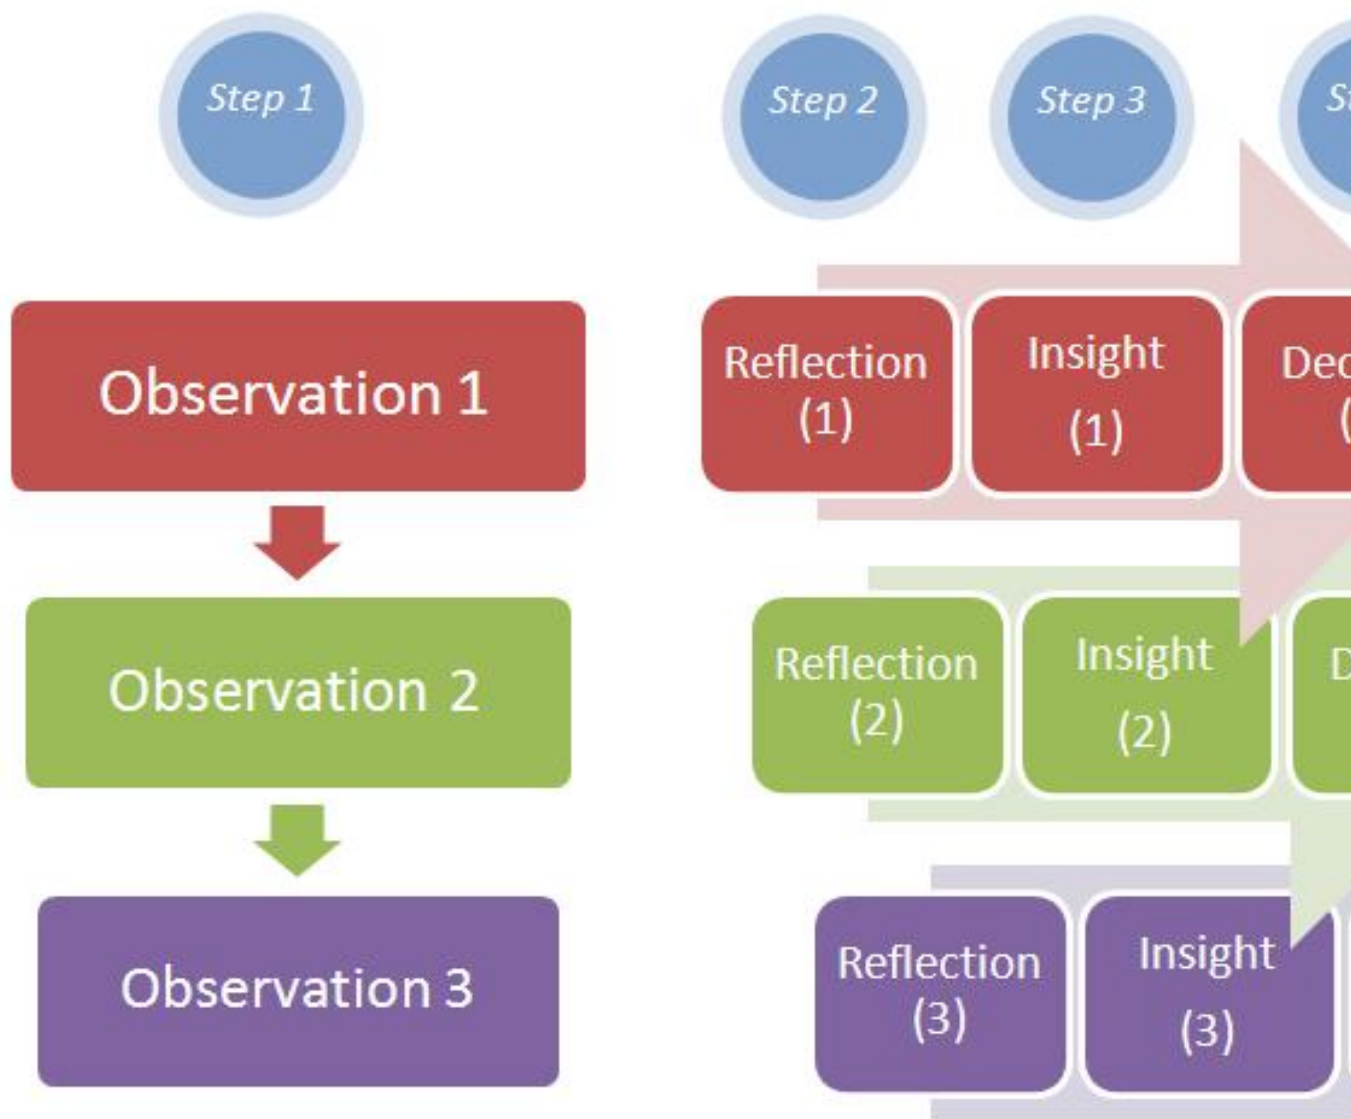 Step 1
Step 2
Step 3
Observation 1
Reflection
(1)
Insight
(1)
Observation 2
Reflection
(2)
Insight
(2)
Observation 3
Reflection
(3)
Insight
(3)